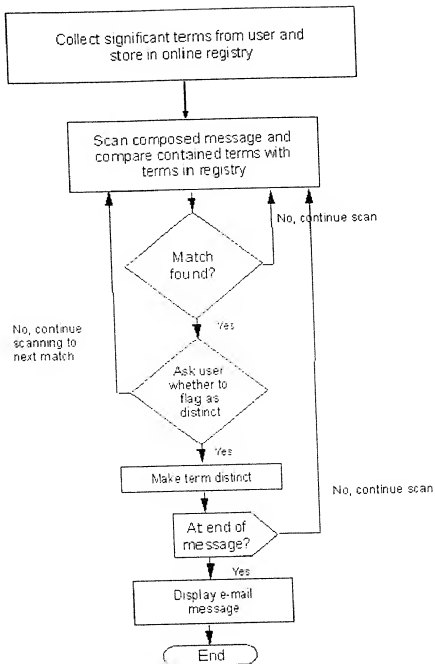 Collect significant terms from user and
store in online registry
Scan composed message and
compare contained terms with
terms in registry
No, continue scan
Match
found?
Yes
No, continue
scanning to
next match
Ask user
whether to
flag as
distinct
Yes
Make term distinct
No, continue scan
At end of
message?
Yes
Display e-mail
message
End